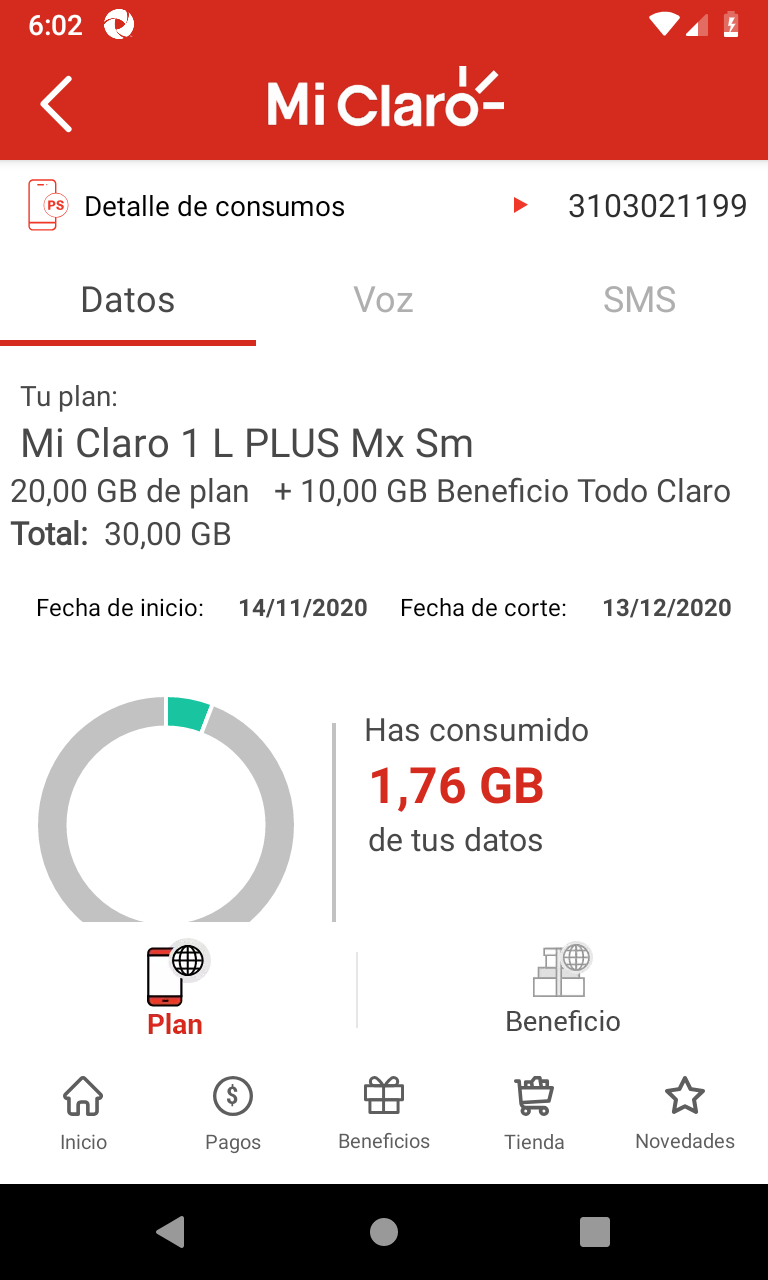 6:02
Mi Claro
PS Detalle de consumos 3103021199
Datos Voz SMS
Tu plan:
Mi Claro 1 L PLUS Mx Sm
20,00 GB de plan + 10,00 GB Beneficio Todo Claro
Total: 30,00 GB
Fecha de inicio: 14/11/2020 Fecha de corte: 13/12/2020
Has consumido
1,76 GB
de tus datos
Plan Beneficio
$
Inicio Pagos Beneficios Tienda Novedades